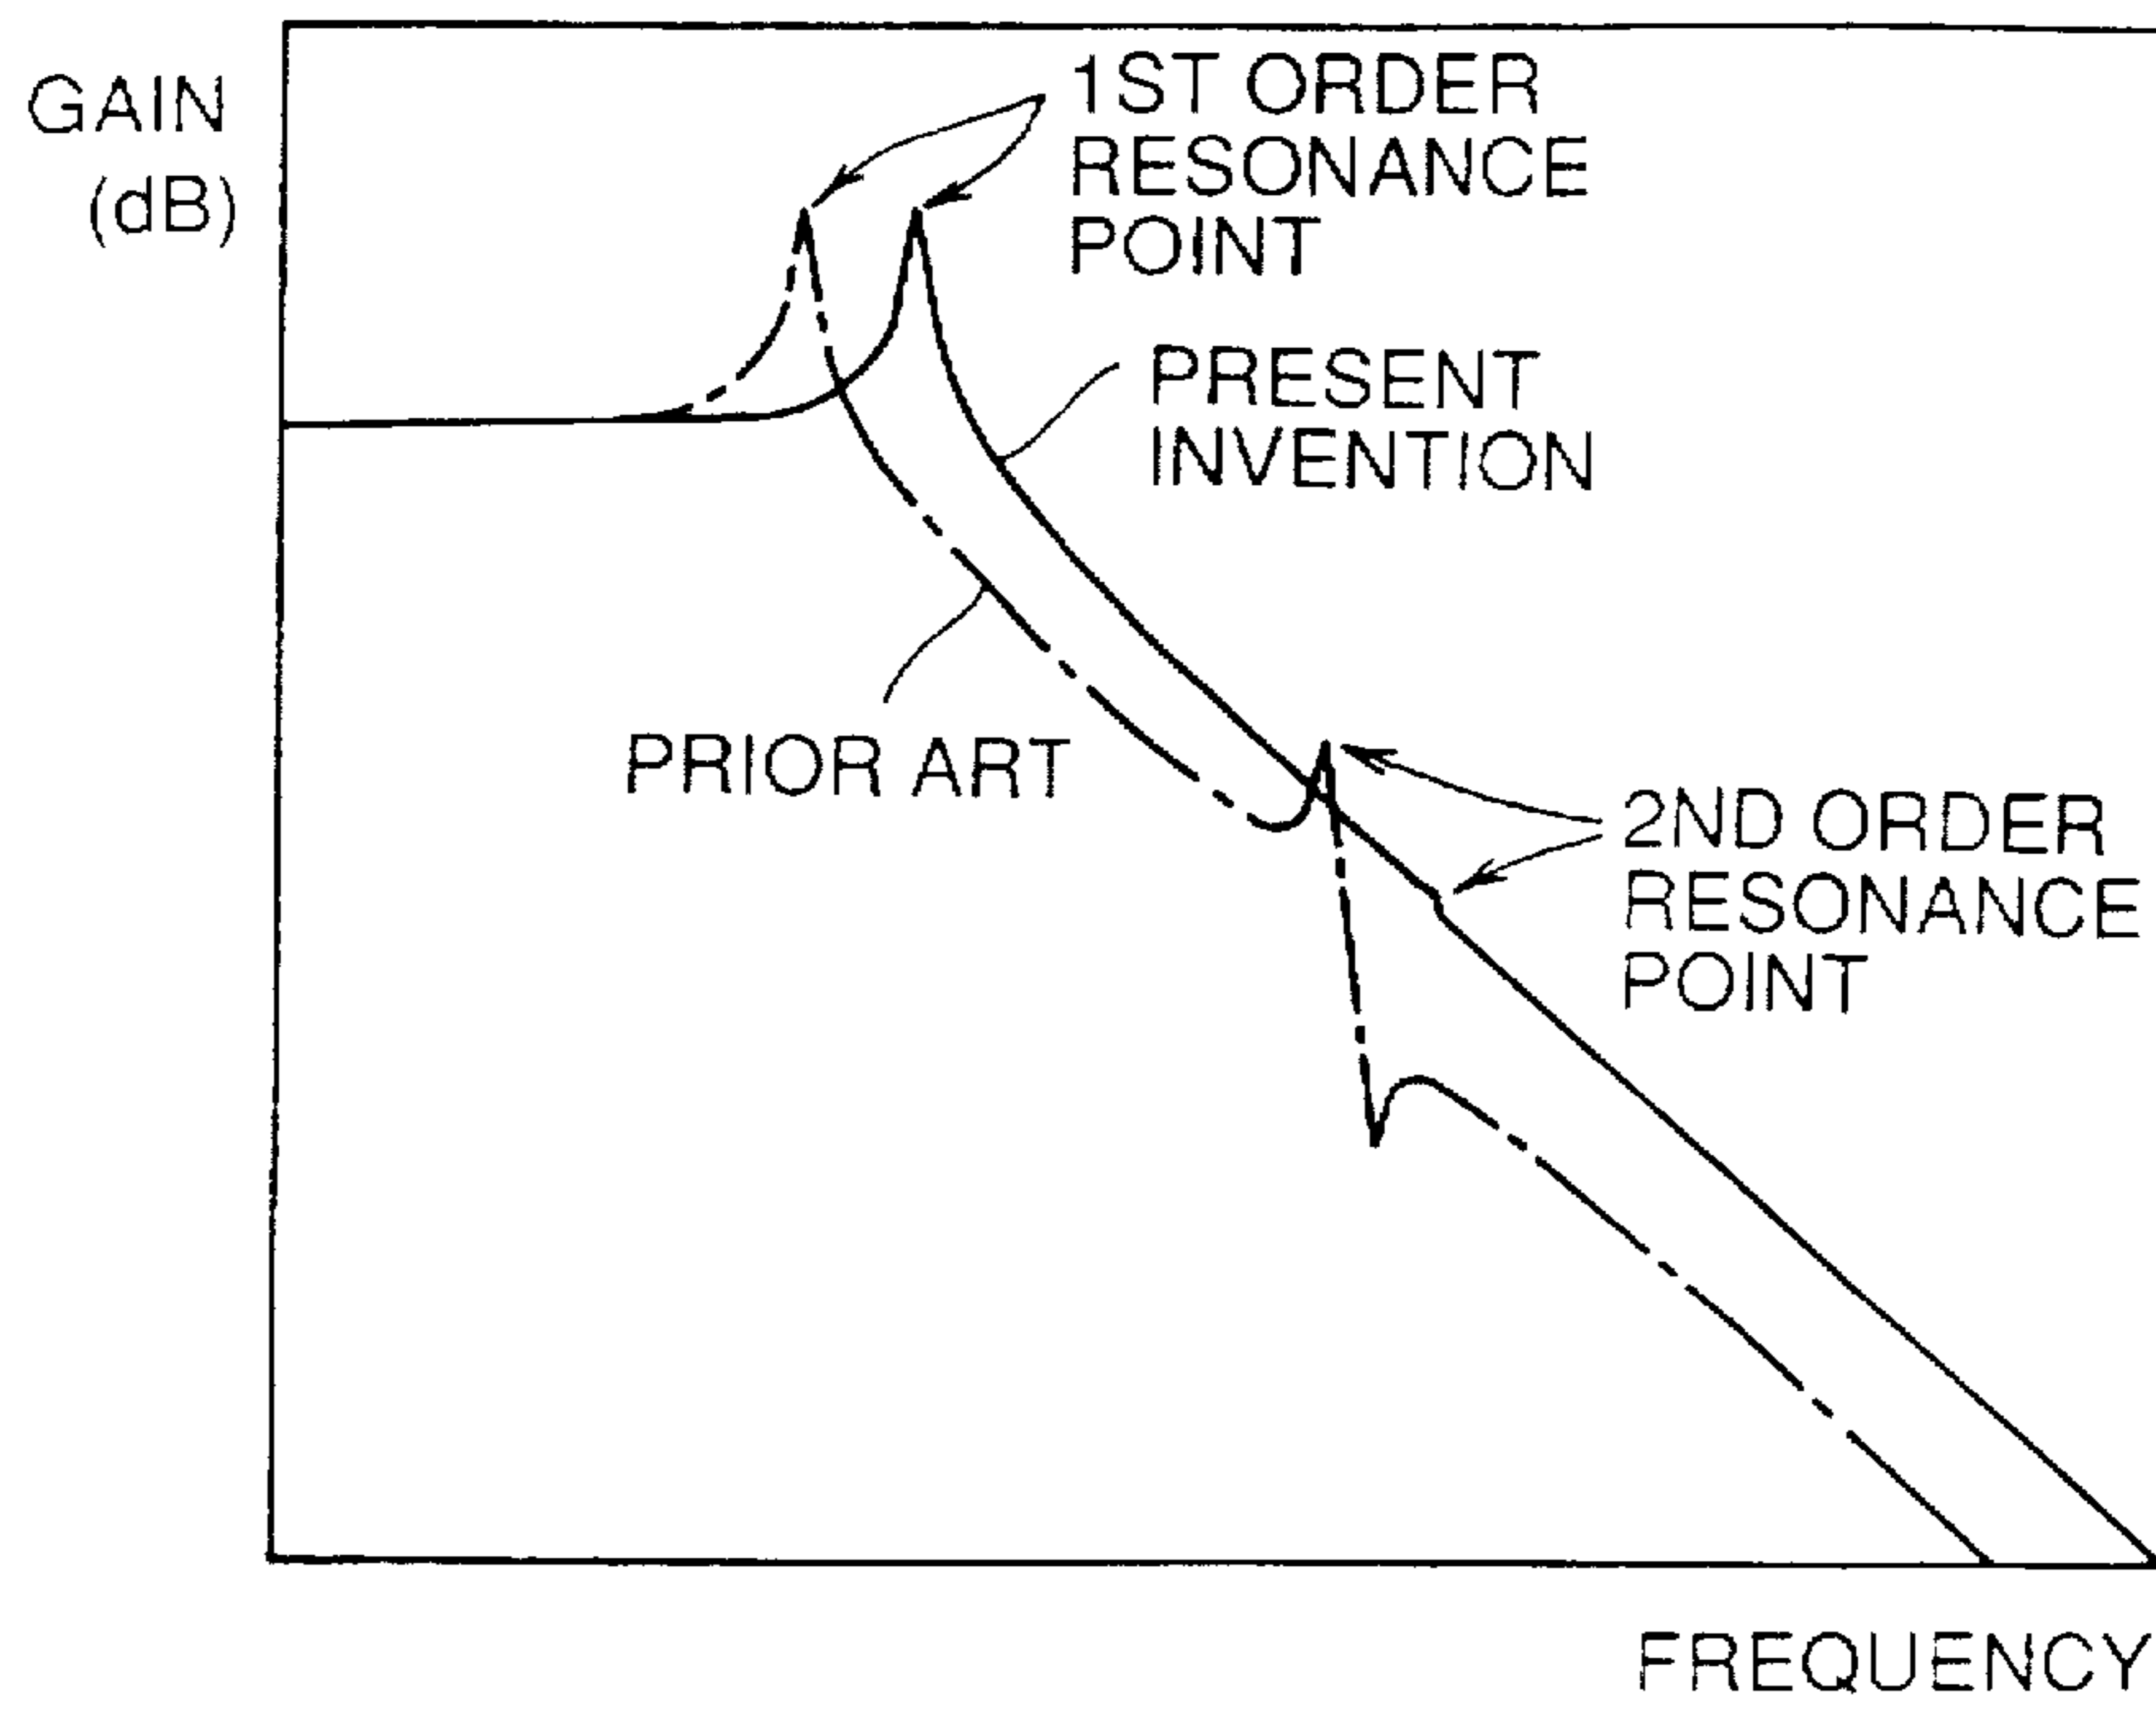 GAIN
(dB)
1ST ORDER
RESONANCE
POINT
PRESENT
INVENTION
PRIOR ART
2ND ORDER
RESONANCE
POINT
FREQUENCY